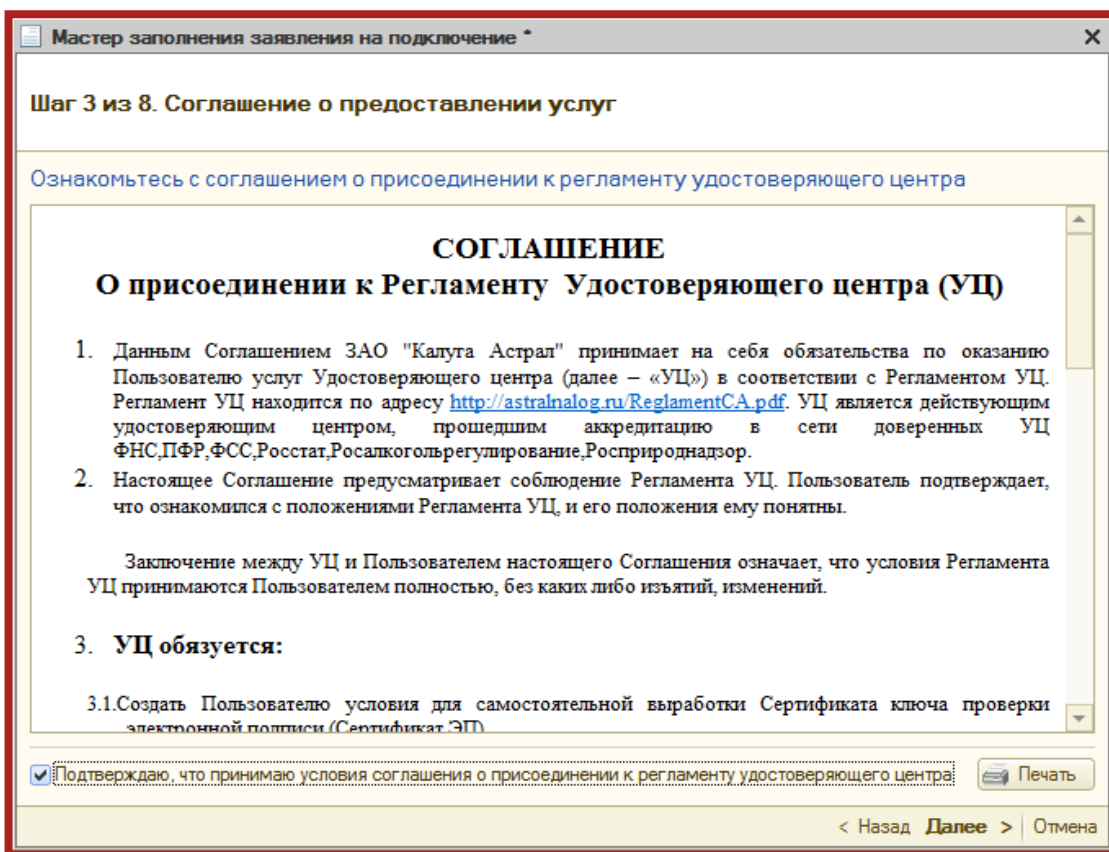 Мастер заполнения заявления на подключение *
Шаг 3 из 8. Соглашение о предоставлении услуг
Ознакомьтесь с соглашением о присоединении к регламенту удостоверяющего центра
СОГЛАШЕНИЕ
О присоединении к Регламенту Удостоверяющего центра (УЦ)
1. Данным Соглашением ЗАО "Калуга Астрал" принимает на себя обязательства по оказанию
Пользователю услуг Удостоверяющего центра (далее – «УЦ») в соответствии с Регламентом УЦ.
Регламент УЦ находится по адресу http://astralnalog.ru/ReglamentCA.pdf. УЦ является действующим
удостоверяющим центром, прошедшим аккредитацию в сети доверенных УЦ
ФНС,ПФР,ФСС,Росстат,Росалкогольрегулирование,Росприроднадзор.
2. Настоящее Соглашение предусматривает соблюдение Регламента УЦ. Пользователь подтверждает,
что ознакомился с положениями Регламента УЦ, и его положения ему понятны.
Заключение между УЦ и Пользователем настоящего Соглашения означает, что условия Регламента
УЦ принимаются Пользователем полностью, без каких либо изъятий, изменений.
3. УЦ обязуется:
3.1.Создать Пользователю условия для самостоятельной выработки Сертификата ключа проверки
электронной подписи (Сертификат ЭП)
Подтверждаю, что принимаю условия соглашения о присоединении к регламенту удостоверяющего центра
Печать
< Назад Далее > Отмена